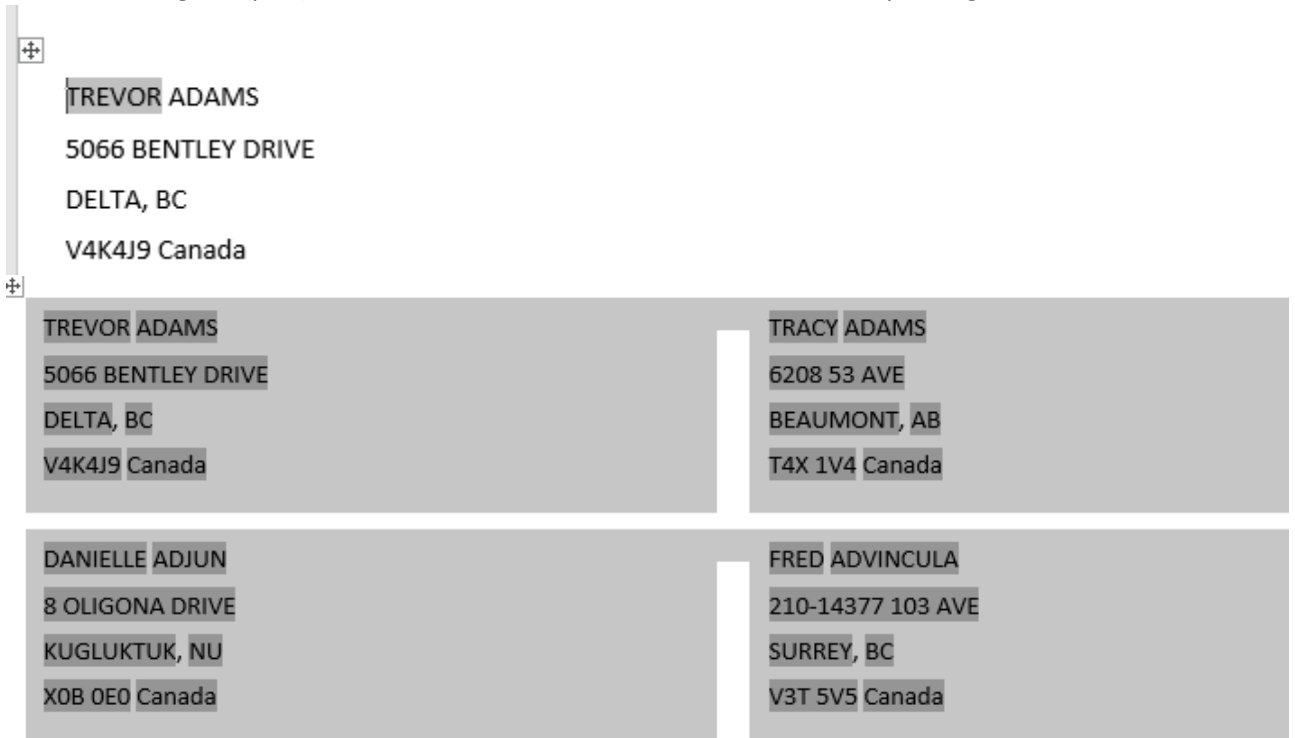 TREVOR ADAMS
5066 BENTLEY DRIVE
DELTA, BC
V4K4J9 Canada
TREVOR ADAMS
5066 BENTLEY DRIVE
DELTA, BC
V4K4J9 Canada
TRACY ADAMS
6208 53 AVE
BEAUMONT, AB
T4X 1V4 Canada
DANIELLE ADJUN
8 OLIGONA DRIVE
KUGLUKTUK, NU
X0B 0E0 Canada
FRED ADVINCULA
210-14377 103 AVE
SURREY, BC
V3T 5V5 Canada